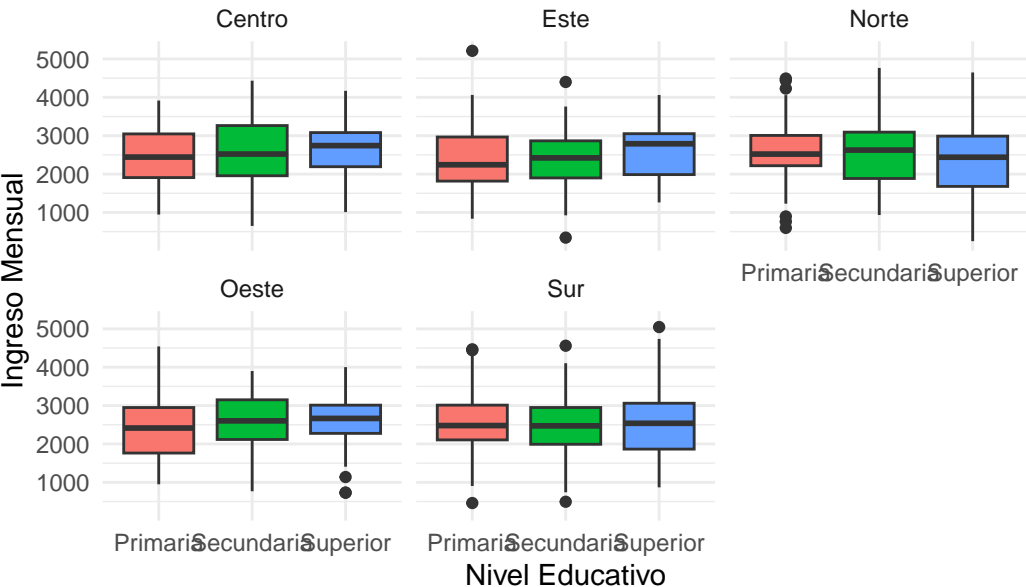 Centro Este Norte
5000
4000
3000
2000
1000
Primaria Secundaria Superior
Oeste Sur
5000
4000
3000
2000
1000
Primaria Secundaria Superior Primaria Secundaria Superior
Ingreso Mensual
Nivel Educativo